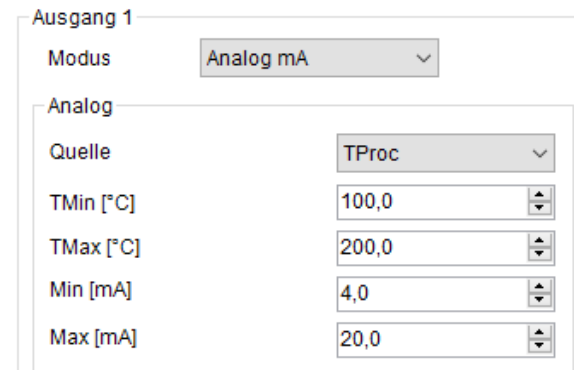 Ausgang 1
Modus Analog mA
Analog
Quelle TProc
TMin [°C] 100,0
TMax [°C] 200,0
Min [mA] 4,0
Max [mA] 20,0